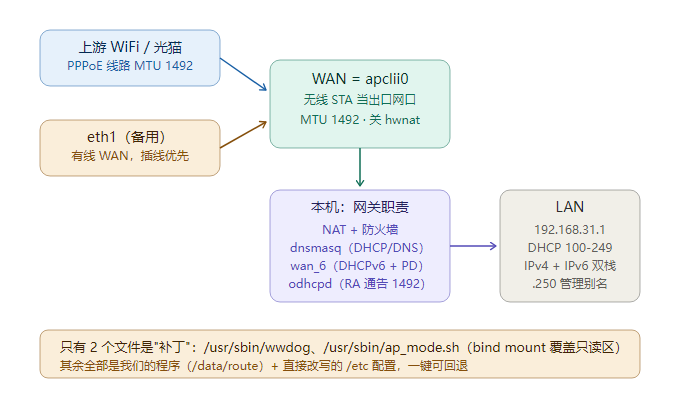 上游 WiFi / 光猫
PPPoE 线路 MTU 1492
eth1（备用）
有线 WAN，插线优先
WAN = apclii0
无线 STA 当出口网口
MTU 1492 · 关 hwnat
本机：网关职责
NAT + 防火墙
dnsmasq（DHCP/DNS）
wan_6（DHCPv6 + PD）
odhcpd（RA 通告 1492）
LAN
192.168.31.1
DHCP 100-249
IPv4 + IPv6 双栈
.250 管理别名
只有 2 个文件是"补丁"：/usr/sbin/wwdog、/usr/sbin/ap_mode.sh（bind mount 覆盖只读区）
其余全部是我们的程序（/data/route）+ 直接改写的 /etc 配置，一键可回退